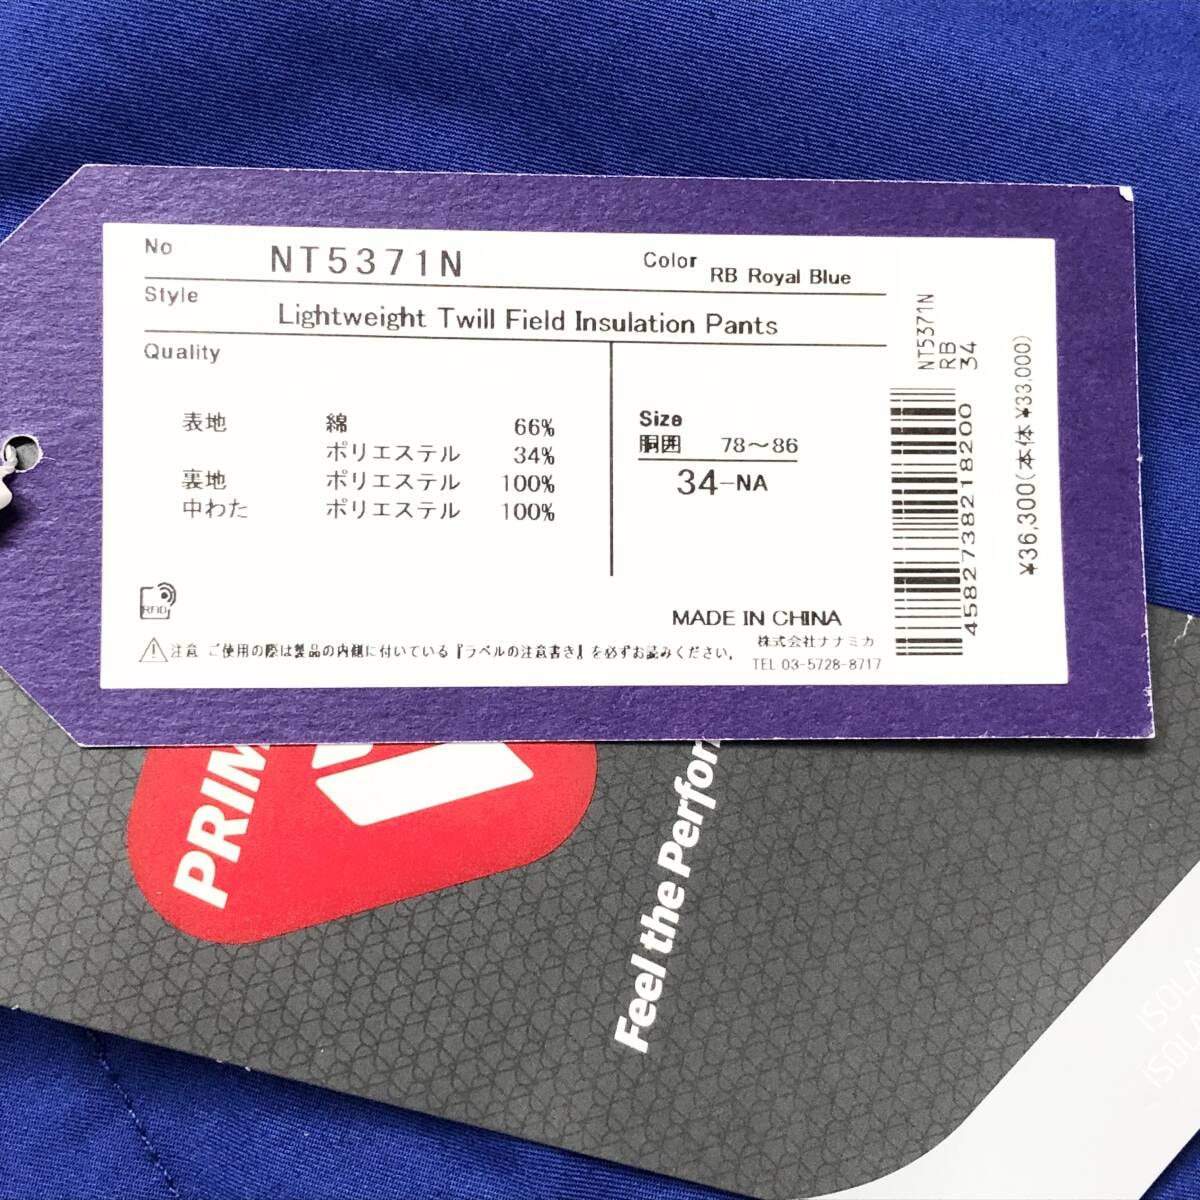 No NT5371N Color RB Royal Blue
Style Lightweight Twill Field Insulation Pants
Quality
表地 綿 66%
ポリエステル 34%
裏地 ポリエステル 100%
中わた ポリエステル 100%
Size
胴囲 78～86
34-NA
RFID
MADE IN CHINA
株式会社ナナミカ
TEL 03-5728-8717
注意 ご使用の際は製品の内側に付いている『ラベルの注意書き』を必ずお読みください。
NT5371N
RB
34
4582738218200
¥36,300(本体¥33,000)
PRIM
Feel the Perfor
ISOLA
ISOL